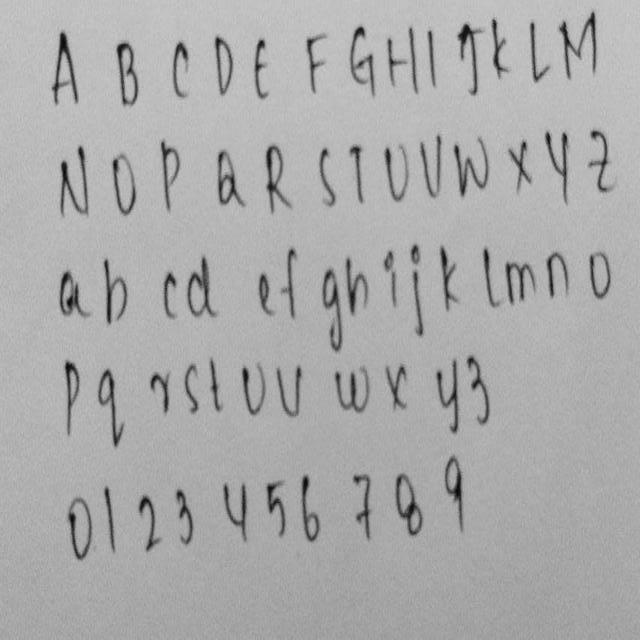 A B C D E F G H I J K L M
N O P Q R S T U V W X Y Z
a b c d e f g h i j k l m n o
p q r s t u v w x y z
0 1 2 3 4 5 6 7 8 9